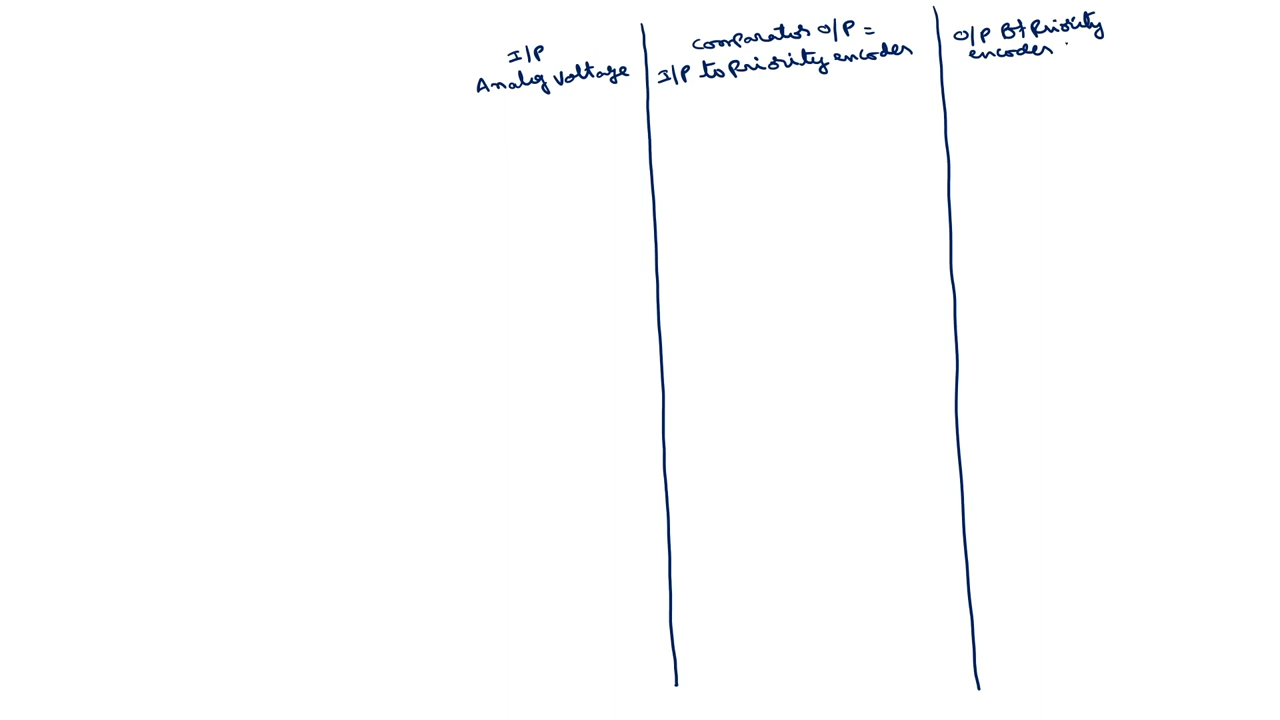 I/P
Analog Voltage
Comparator O/P =
I/P to Priority encoder
O/P of Priority
encoder